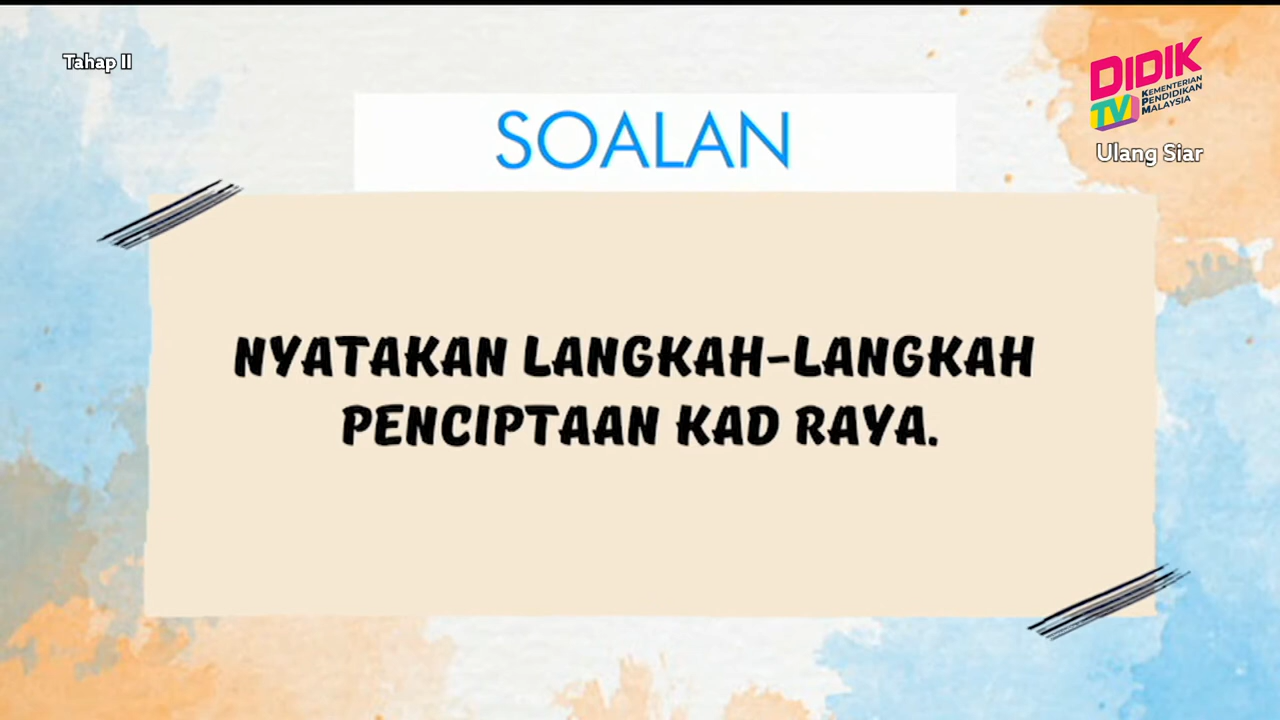 Tahap II
DIDIK
TV
KEMENTERIAN
PENDIDIKAN
MALAYSIA
Ulang Siar
SOALAN
NYATAKAN LANGKAH-LANGKAH
PENCIPTAAN KAD RAYA.